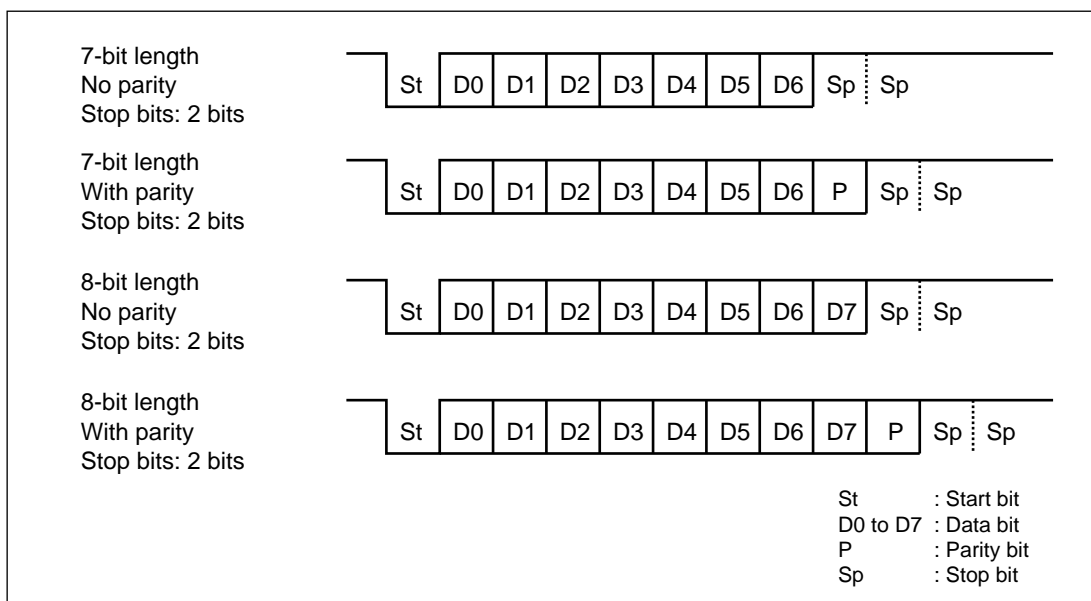 7-bit length
No parity
Stop bits: 2 bits
St D0 D1 D2 D3 D4 D5 D6 Sp Sp
7-bit length
With parity
Stop bits: 2 bits
St D0 D1 D2 D3 D4 D5 D6 P Sp Sp
8-bit length
No parity
Stop bits: 2 bits
St D0 D1 D2 D3 D4 D5 D6 D7 Sp Sp
8-bit length
With parity
Stop bits: 2 bits
St D0 D1 D2 D3 D4 D5 D6 D7 P Sp Sp
St : Start bit
D0 to D7 : Data bit
P : Parity bit
Sp : Stop bit